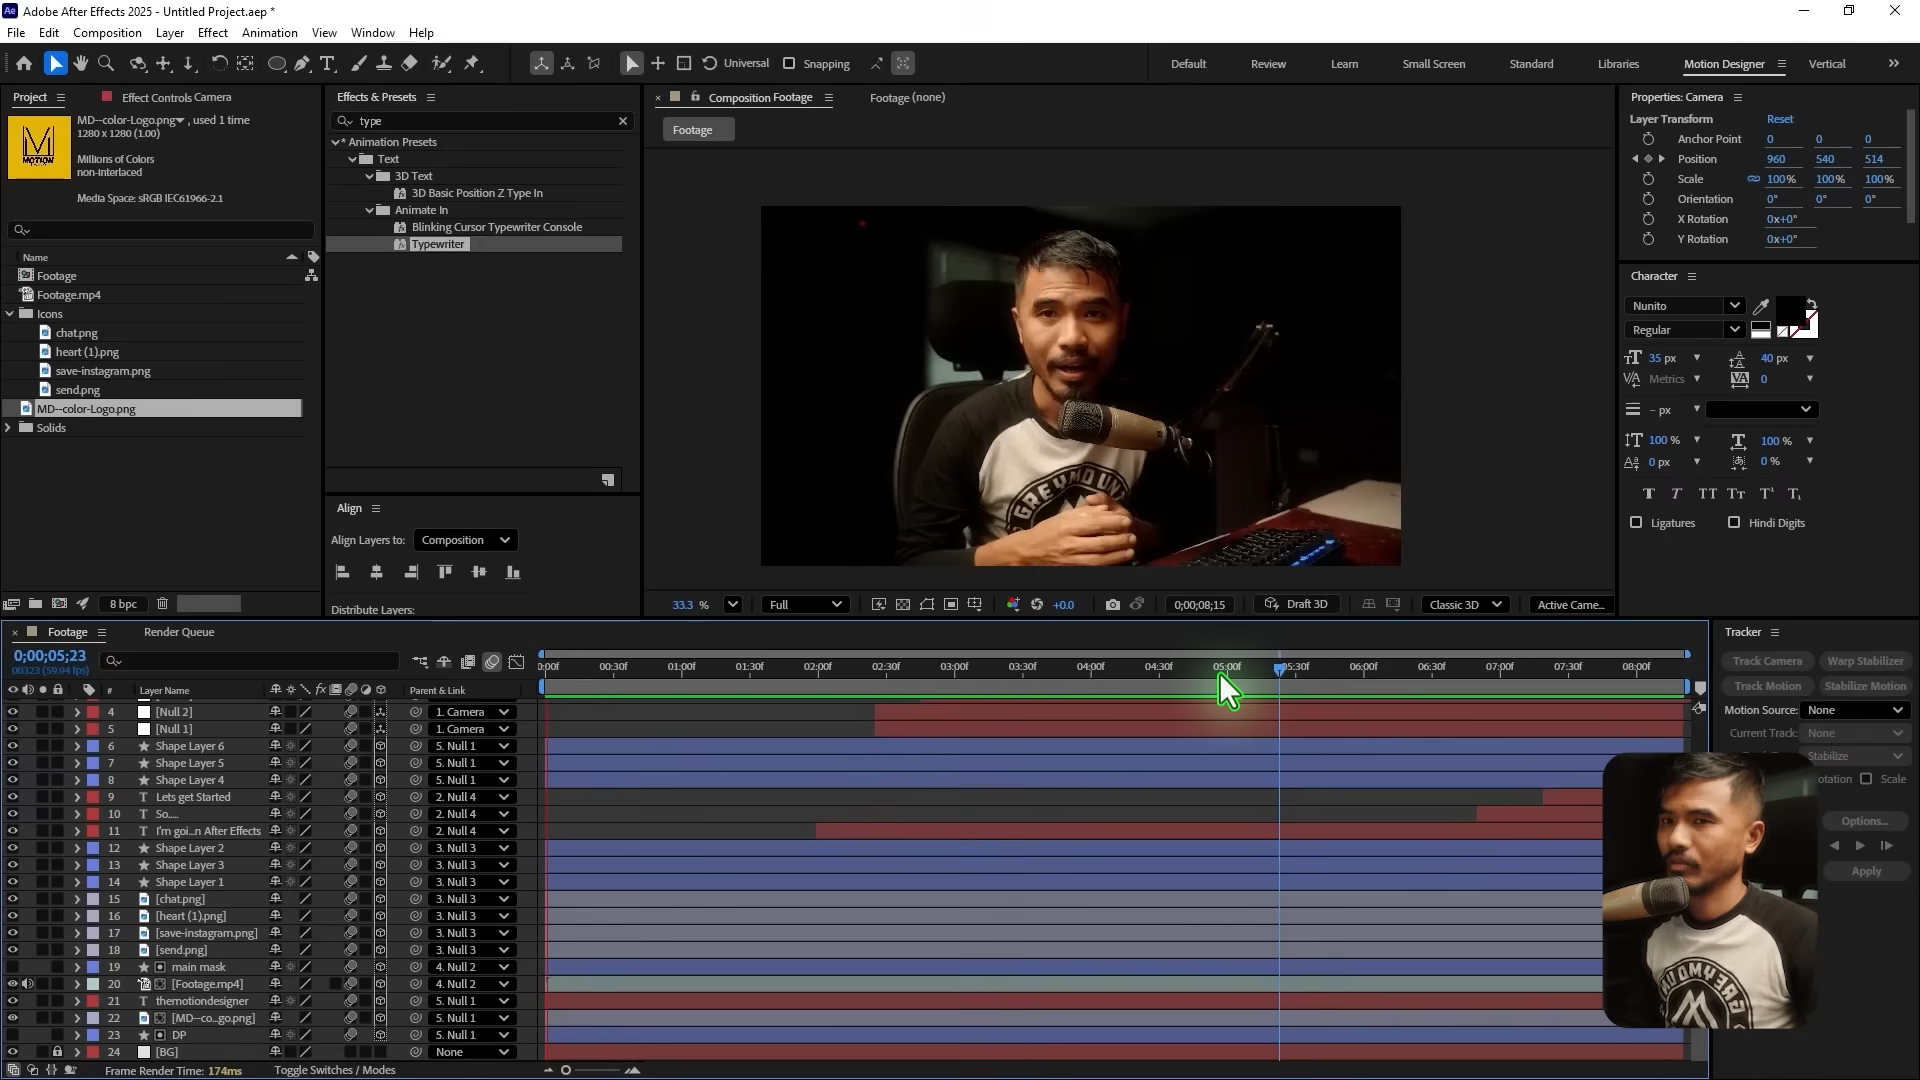 Adobe After Effects 2025 - Untitled Project.aep *
File Edit Composition Layer Effect Animation View Window Help
Universal Snapping Default Review Learn Small Screen Standard Libraries Motion Designer Vertical
Project Effect Controls Camera
MD--color-Logo.png , used 1 time
1280 x 1280 (1.00)
Millions of Colors
non-interlaced
Media Space: sRGB IEC61966-2.1
MOTION
Name
Footage
Footage.mp4
Icons
chat.png
heart (1).png
save-instagram.png
send.png
MD--color-Logo.png
Solids
8 bpc
Effects & Presets
type
* Animation Presets
Text
3D Text
3D Basic Position Z Type In
Animate In
Blinking Cursor Typewriter Console
Typewriter
Align
Align Layers to: Composition
Distribute Layers:
Composition Footage Footage (none)
Footage
GREYMOUN
33.3 % Full +0.0 0;00;08;15 Draft 3D Classic 3D Active Came...
Properties: Camera
Layer Transform Reset
Anchor Point 0 0 0
Position 960 540 514
Scale 100% 100% 100%
Orientation 0° 0° 0°
X Rotation 0x+0°
Y Rotation 0x+0°
Character
Nunito
Regular
35 px 40 px
Metrics 0
- px
100 % 100 %
0 px 0 %
T T TT Tт T¹ T₁
Ligatures Hindi Digits
Footage Render Queue
0;00;05;23
00323 (59.94 fps)
0:00f 00:30f 01:00f 01:30f 02:00f 02:30f 03:00f 03:30f 04:00f 04:30f 05:00f 05:30f 06:00f 06:30f 07:00f 07:30f 08:00f
# Layer Name fx Parent & Link
4 [Null 2] 1. Camera
5 [Null 1] 1. Camera
6 Shape Layer 6 5. Null 1
7 Shape Layer 5 5. Null 1
8 Shape Layer 4 5. Null 1
9 Lets get Started 2. Null 4
10 So..... 2. Null 4
11 I'm goi...n After Effects 2. Null 4
12 Shape Layer 2 3. Null 3
13 Shape Layer 3 3. Null 3
14 Shape Layer 1 3. Null 3
15 [chat.png] 3. Null 3
16 [heart (1).png] 3. Null 3
17 [save-instagram.png] 3. Null 3
18 [send.png] 3. Null 3
19 main mask 4. Null 2
20 [Footage.mp4] 4. Null 2
21 themotiondesigner 5. Null 1
22 [MD--co...go.png] 5. Null 1
23 DP 5. Null 1
24 [BG] None
Frame Render Time: 174ms Toggle Switches / Modes
Tracker
Track Camera Warp Stabilizer
Track Motion Stabilize Motion
Motion Source: None
Current Track: None
Stabilize
otation Scale
Options...
Apply